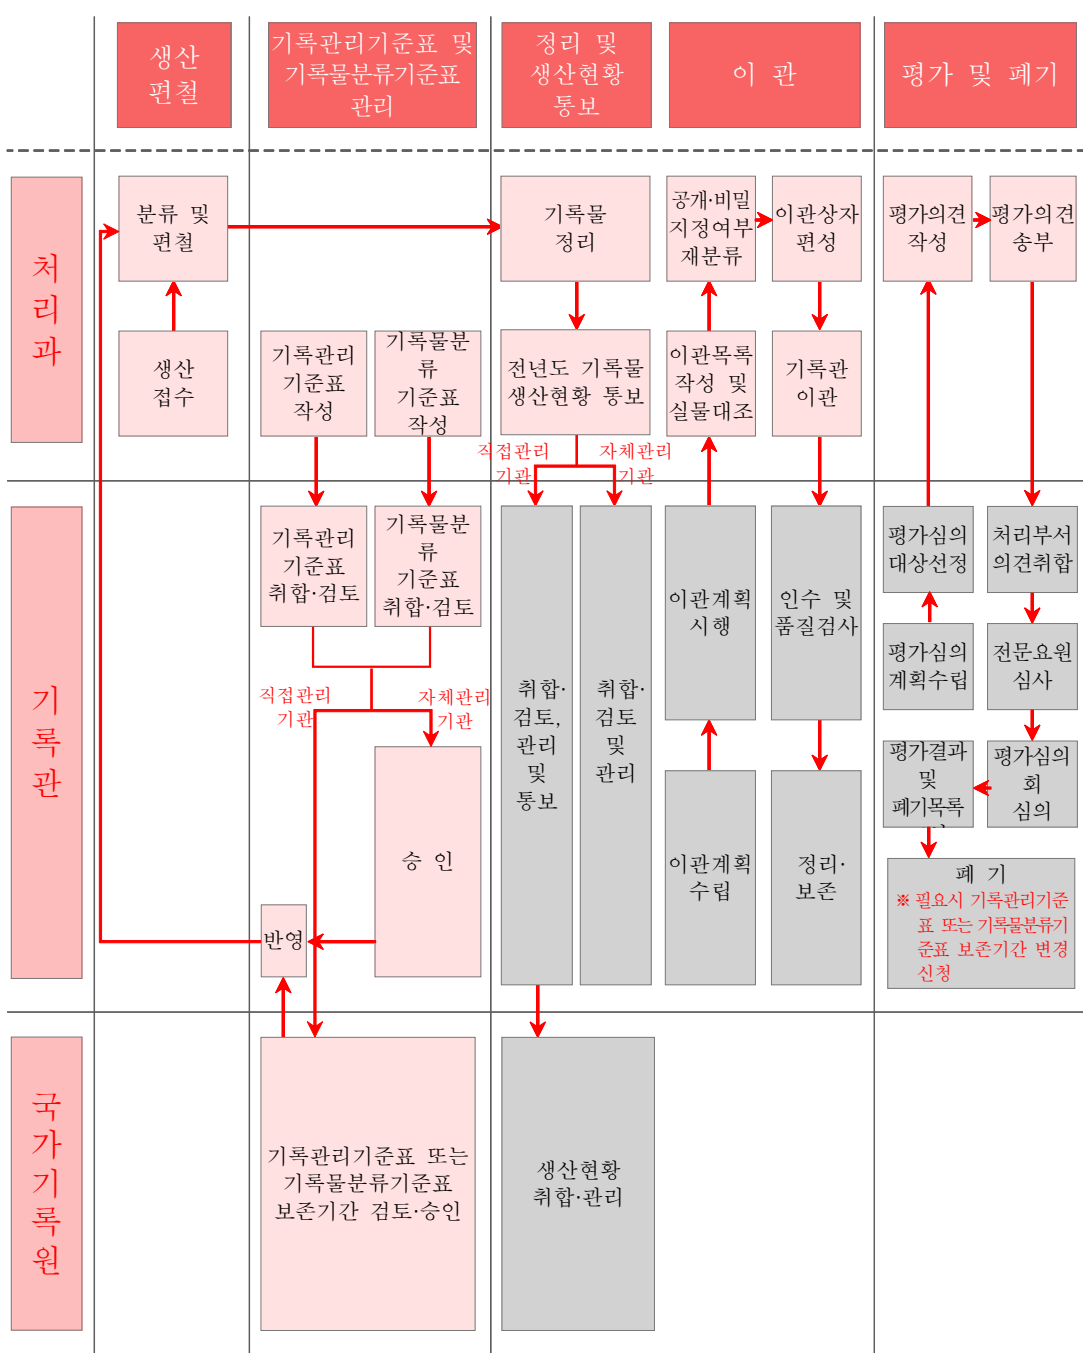 생산
편철
기록관리기준표 및
기록물분류기준표
관리
정리 및
생산현황
통보
이 관
평가 및 폐기
처
리
과
분류 및
편철
생산
접수
기록관리
기준표
작성
기록물분
류
기준표
작성
기록물
정리
전년도 기록물
생산현황 통보
직접관리
기관
자체관리
기관
공개·비밀
지정여부
재분류
이관상자
편성
이관목록
작성 및
실물대조
기록관
이관
평가의견
작성
평가의견
송부
기
록
관
기록관리
기준표
취합·검토
기록물분
류
기준표
취합·검토
직접관리
기관
자체관리
기관
승 인
반영
취합·
검토,
관리
및
통보
취합·
검토
및
관리
이관계획
시행
인수 및
품질검사
이관계획
수립
정리·
보존
평가심의
대상선정
처리부서
의견취합
평가심의
계획수립
전문요원
심사
평가결과
및
폐기목록
평가심의
회
심의
폐 기
※ 필요시 기록관리기준
표 또는 기록물분류기
준표 보존기간 변경
신청
국
가
기
록
원
기록관리기준표 또는
기록물분류기준표
보존기간 검토·승인
생산현황
취합·관리